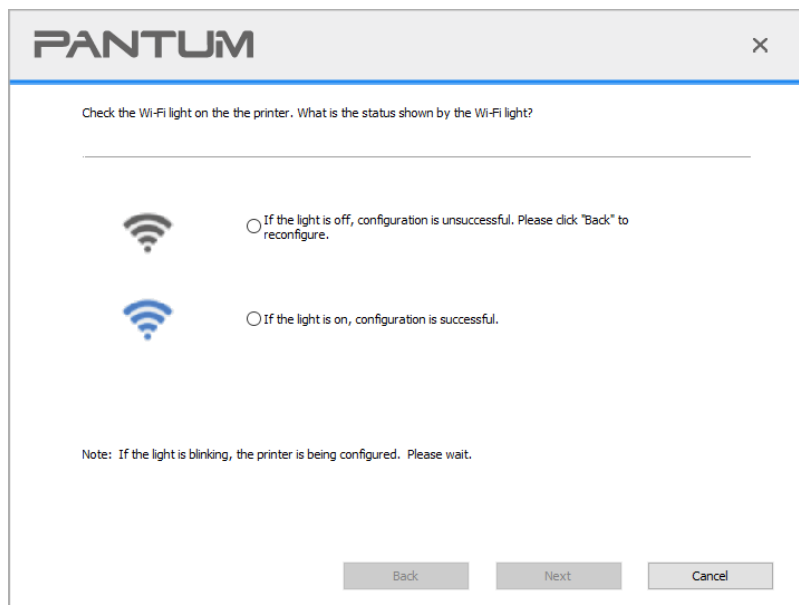 PANTUM
Check the Wi-Fi light on the the printer. What is the status shown by the Wi-Fi light?
If the light is off, configuration is unsuccessful. Please click "Back" to
reconfigure.
If the light is on, configuration is successful.
Note: If the light is blinking, the printer is being configured. Please wait.
Back
Next
Cancel